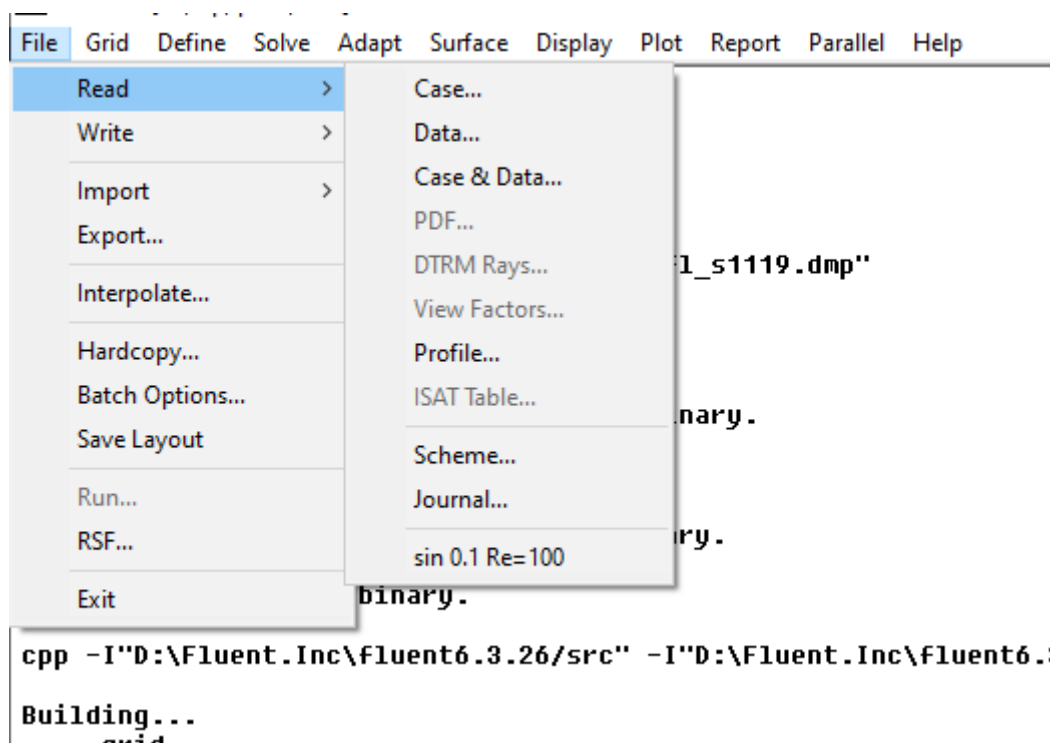 File Grid Define Solve Adapt Surface Display Plot Report Parallel Help
Read
Write
Import
Export...
Interpolate...
Hardcopy...
Batch Options...
Save Layout
Run...
RSF...
Exit
Case...
Data...
Case & Data...
PDF...
DTRM Rays...
View Factors...
Profile...
ISAT Table...
Scheme...
Journal...
sin 0.1 Re=100
_s1119.dmp"
nary.
ry.
binary.
cpp -I"D:\Fluent.Inc\fluent6.3.26/src" -I"D:\Fluent.Inc\fluent6.
Building...
grid